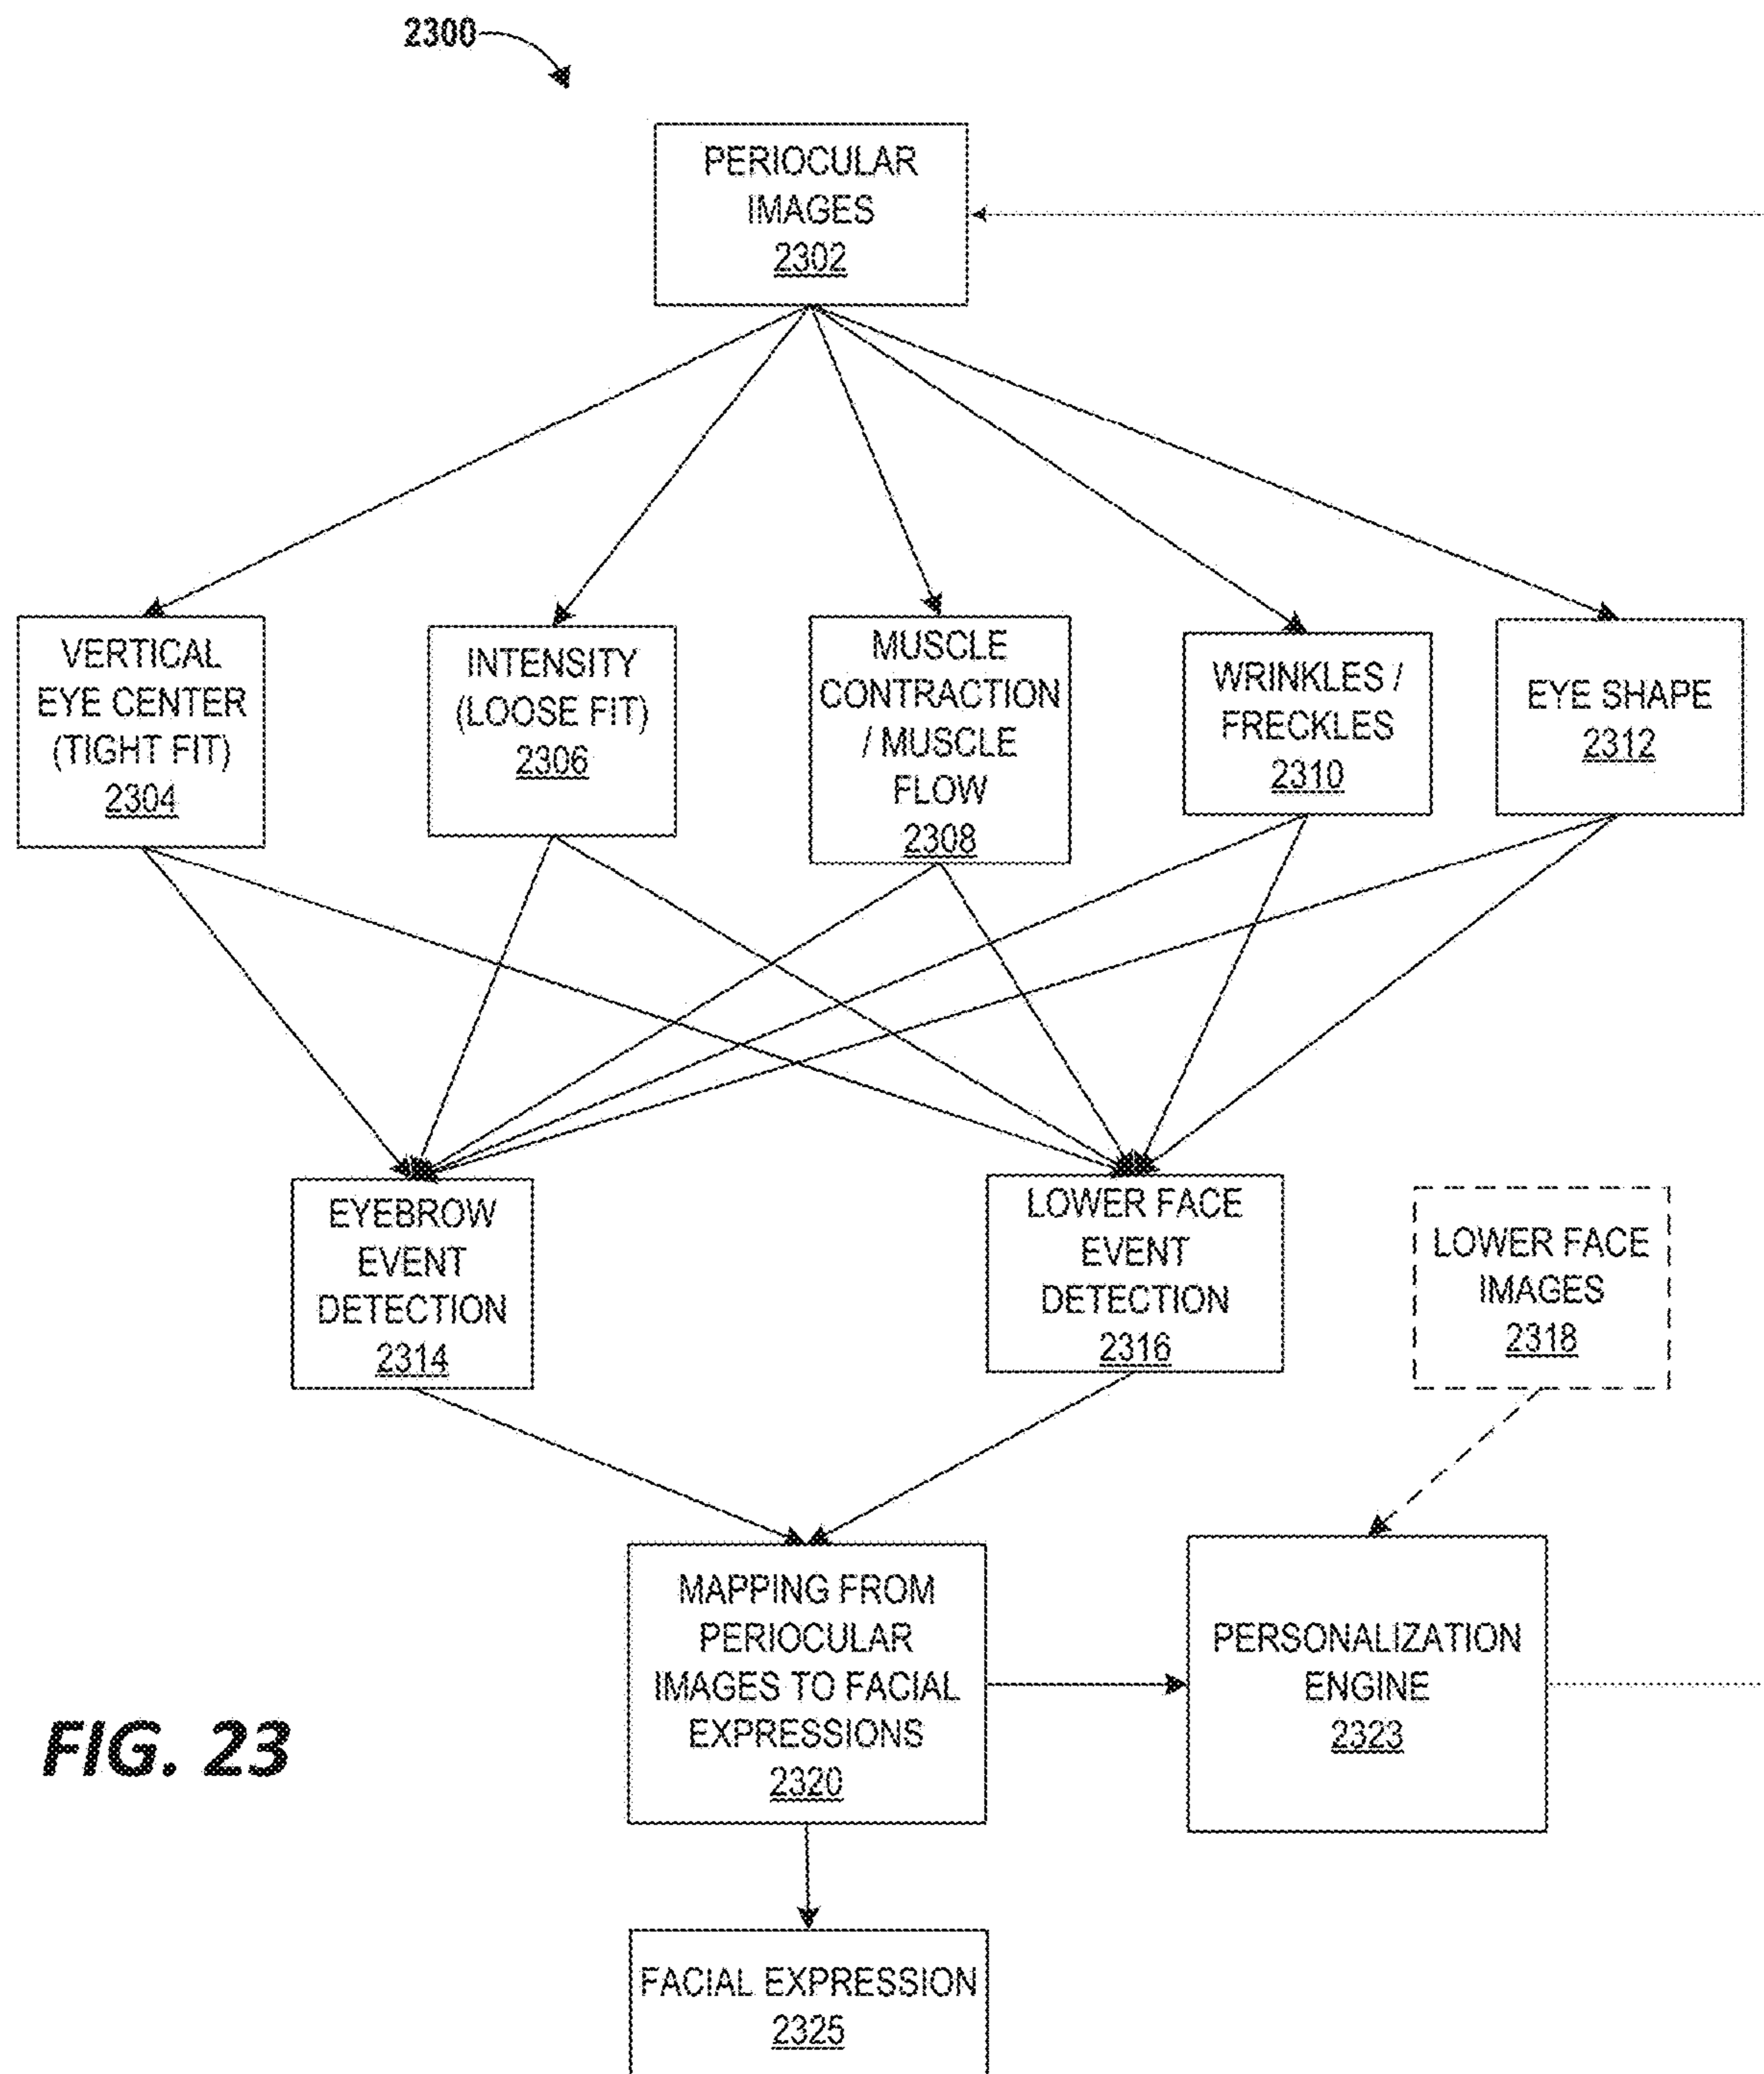 2300
PERIOCULAR
IMAGES
2302
VERTICAL
EYE CENTER
(TIGHT FIT)
2304
INTENSITY
(LOOSE FIT)
2306
MUSCLE
CONTRACTION
/ MUSCLE
FLOW
2308
WRINKLES /
FRECKLES
2310
EYE SHAPE
2312
EYEBROW
EVENT
DETECTION
2314
LOWER FACE
EVENT
DETECTION
2316
LOWER FACE
IMAGES
2318
MAPPING FROM
PERIOCULAR
IMAGES TO FACIAL
EXPRESSIONS
2320
PERSONALIZATION
ENGINE
2323
FIG. 23
FACIAL EXPRESSION
2325